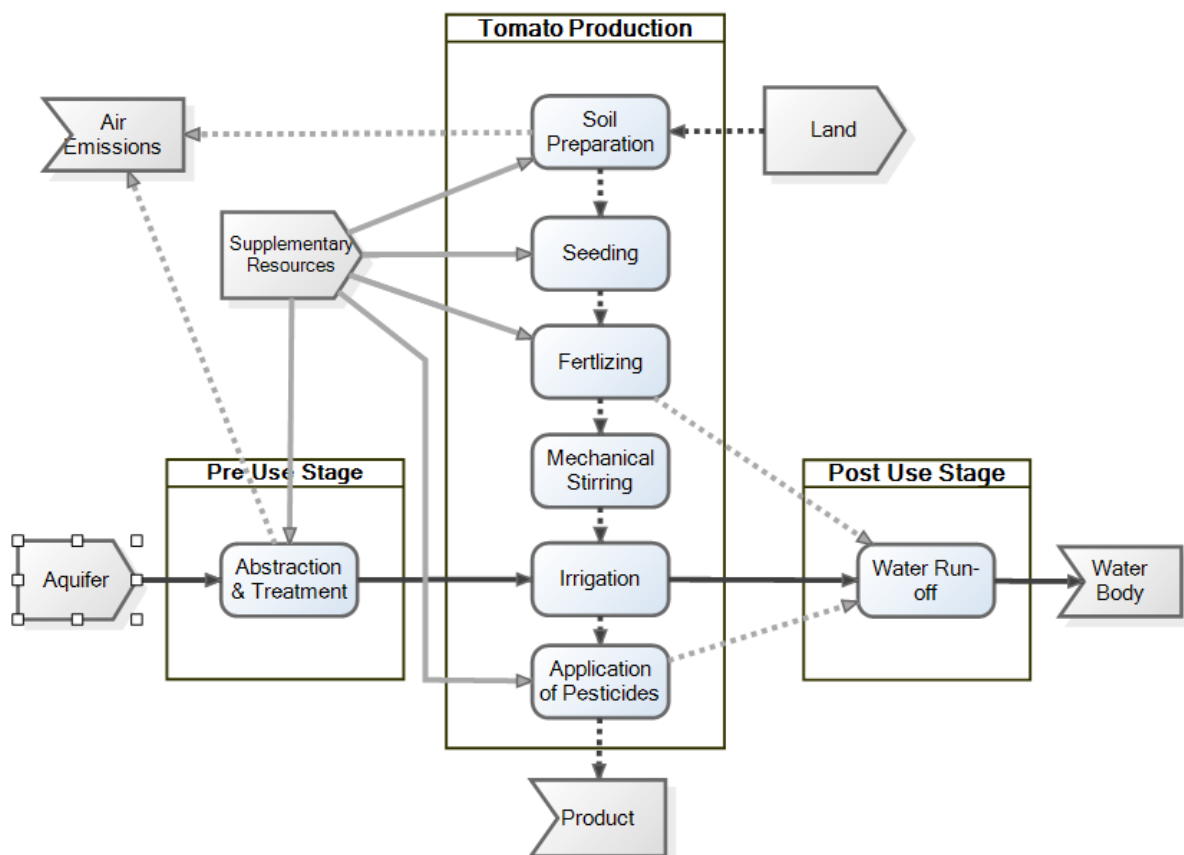 Tomato Production
Air
Emissions
Soil
Preparation
Land
Supplementary
Resources
Seeding
Fertlizing
Mechanical
Stirring
Pre Use Stage
Post Use Stage
Aquifer
Abstraction
& Treatment
Irrigation
Water Run-
off
Water
Body
Application
of Pesticides
Product